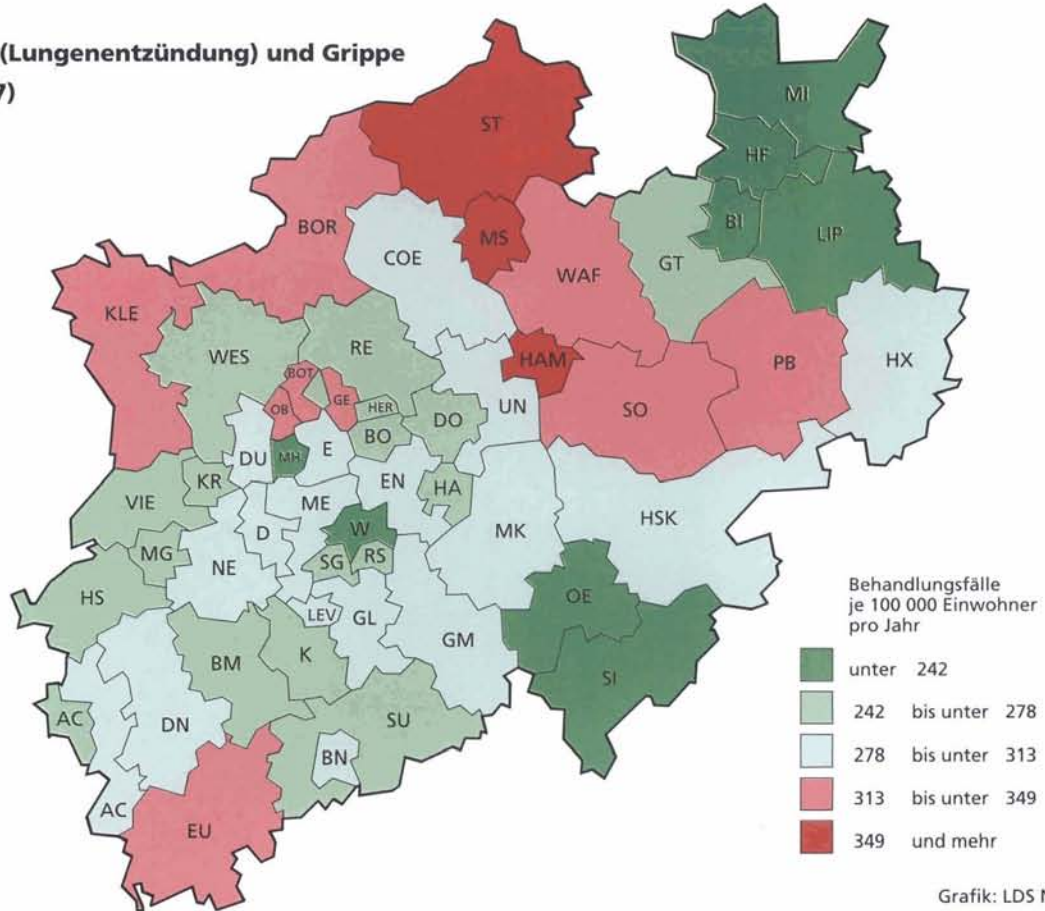 (Lungenentzündung) und Grippe
7)
MI
ST
HF
BI
LIP
BOR
MS
COE
WAF
GT
KLE
WES
RE
HAM
PB
HX
BOT
OB
GE
HER
UN
SO
DO
BO
DU
MH
E
EN
HA
KR
VIE
ME
MK
HSK
D
W
MG
NE
SG
RS
HS
OE
LEV
GL
GM
BM
K
SI
AC
DN
SU
BN
AC
EU
Behandlungsfälle
je 100 000 Einwohner
pro Jahr
unter 242
242 bis unter 278
278 bis unter 313
313 bis unter 349
349 und mehr
Grafik: LDS